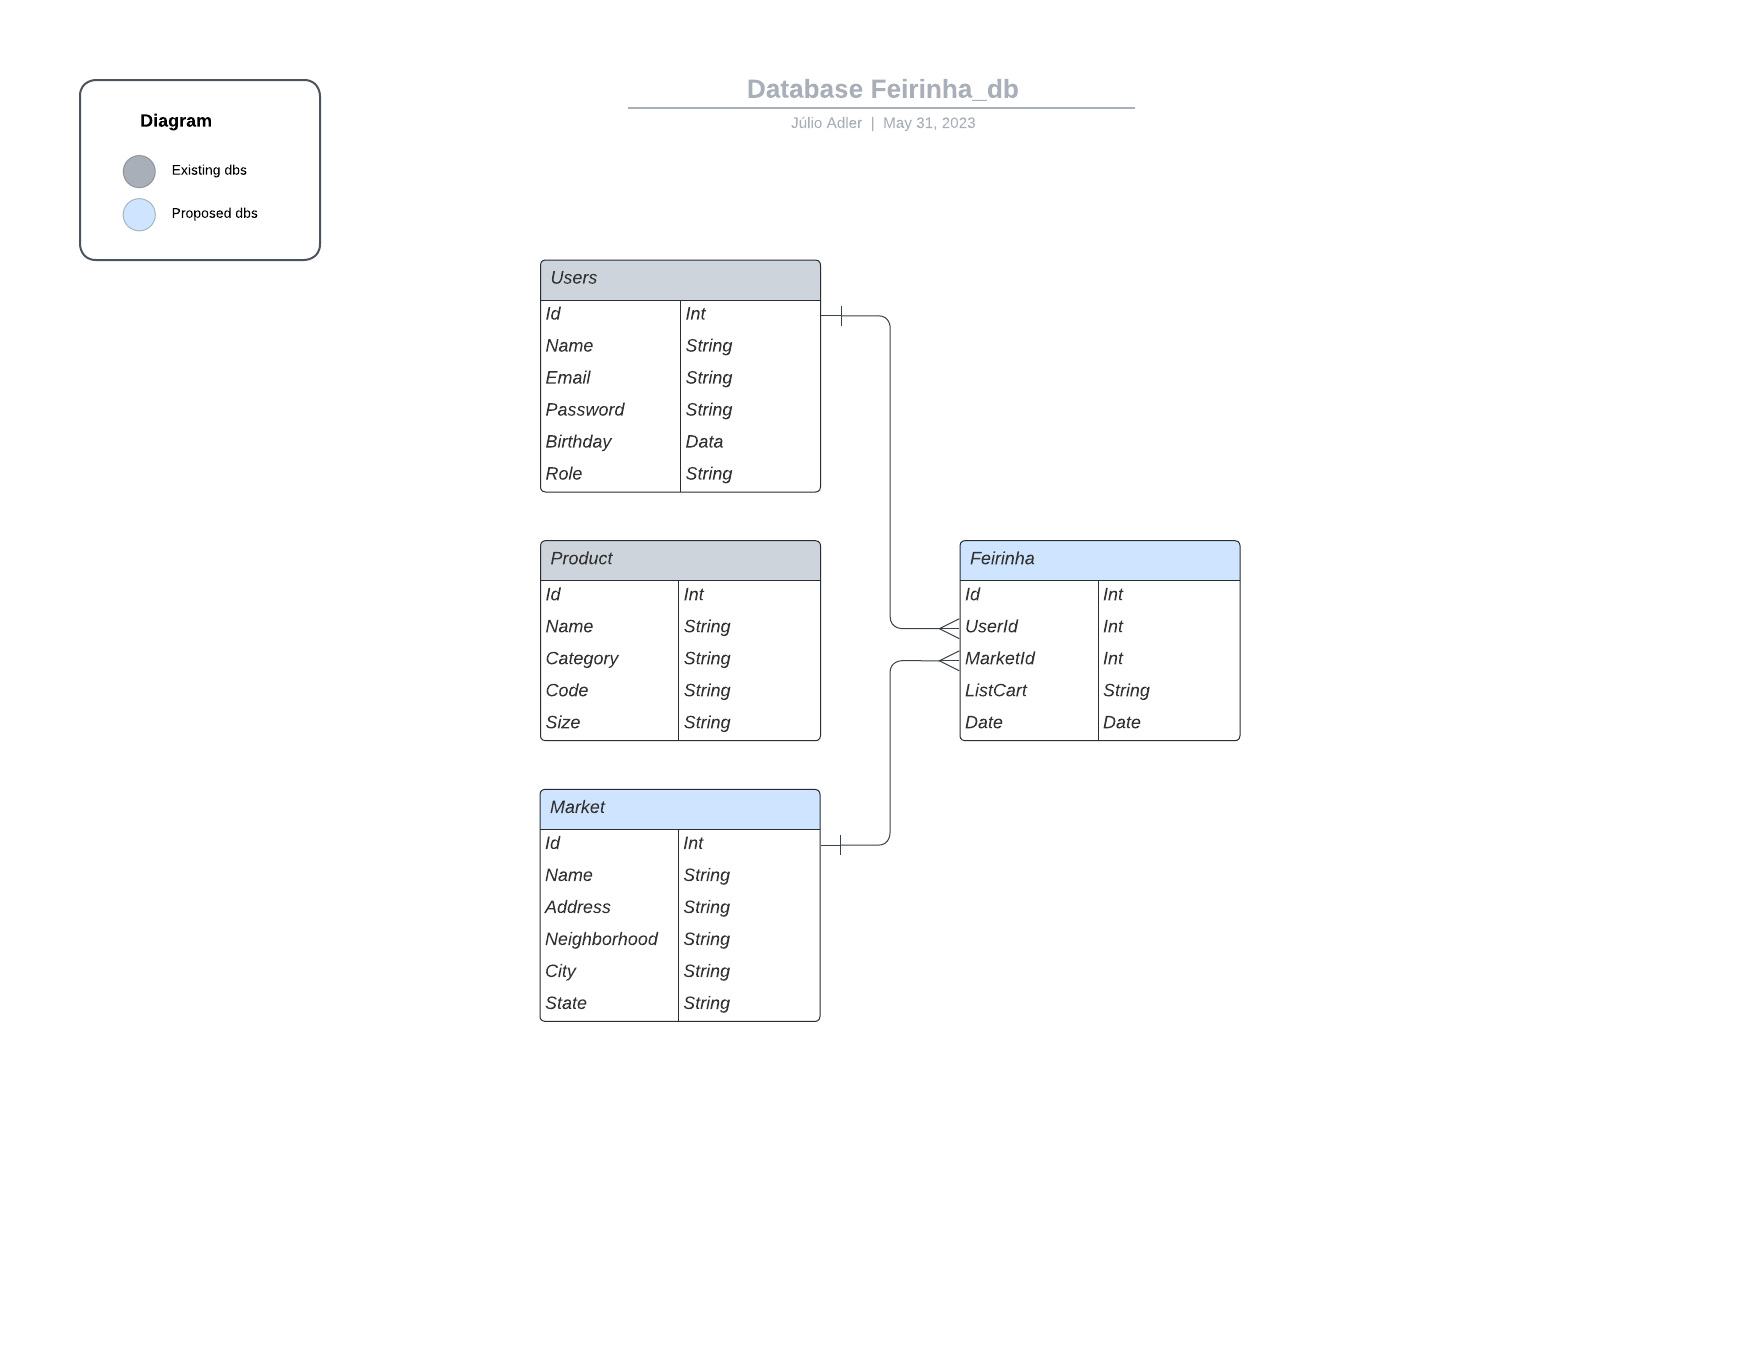 Database Feirinha_db
Júlio Adler | May 31, 2023
Diagram
Existing dbs
Proposed dbs
Users
Id Int
Name String
Email String
Password String
Birthday Data
Role String
Product
Id Int
Name String
Category String
Code String
Size String
Feirinha
Id Int
UserId Int
MarketId Int
ListCart String
Date Date
Market
Id Int
Name String
Address String
Neighborhood String
City String
State String